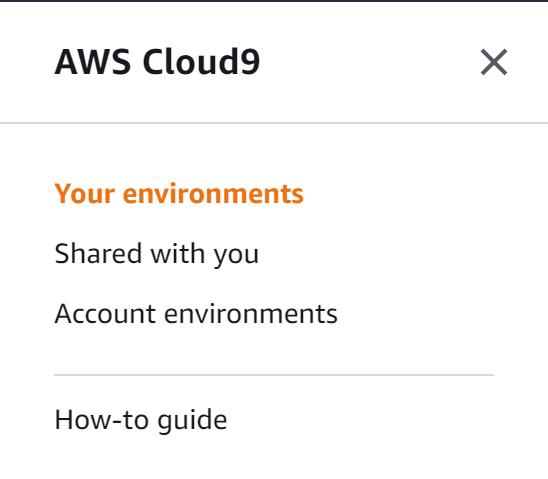 AWS Cloud9
Your environments
Shared with you
Account environments
How-to guide